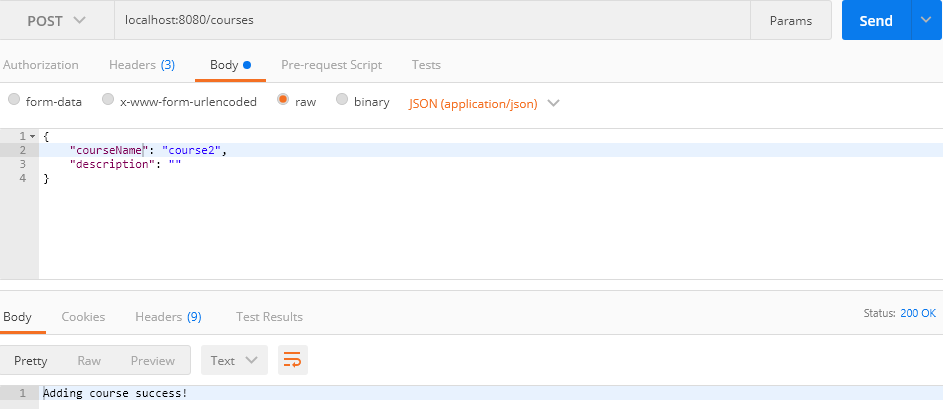 POST localhost:8080/courses Params Send
Authorization Headers (3) Body Pre-request Script Tests
form-data x-www-form-urlencoded raw binary JSON (application/json)
1 {
2 "courseName": "course2",
3 "description": ""
4 }
Body Cookies Headers (9) Test Results Status: 200 OK
Pretty Raw Preview Text
1 Adding course success!